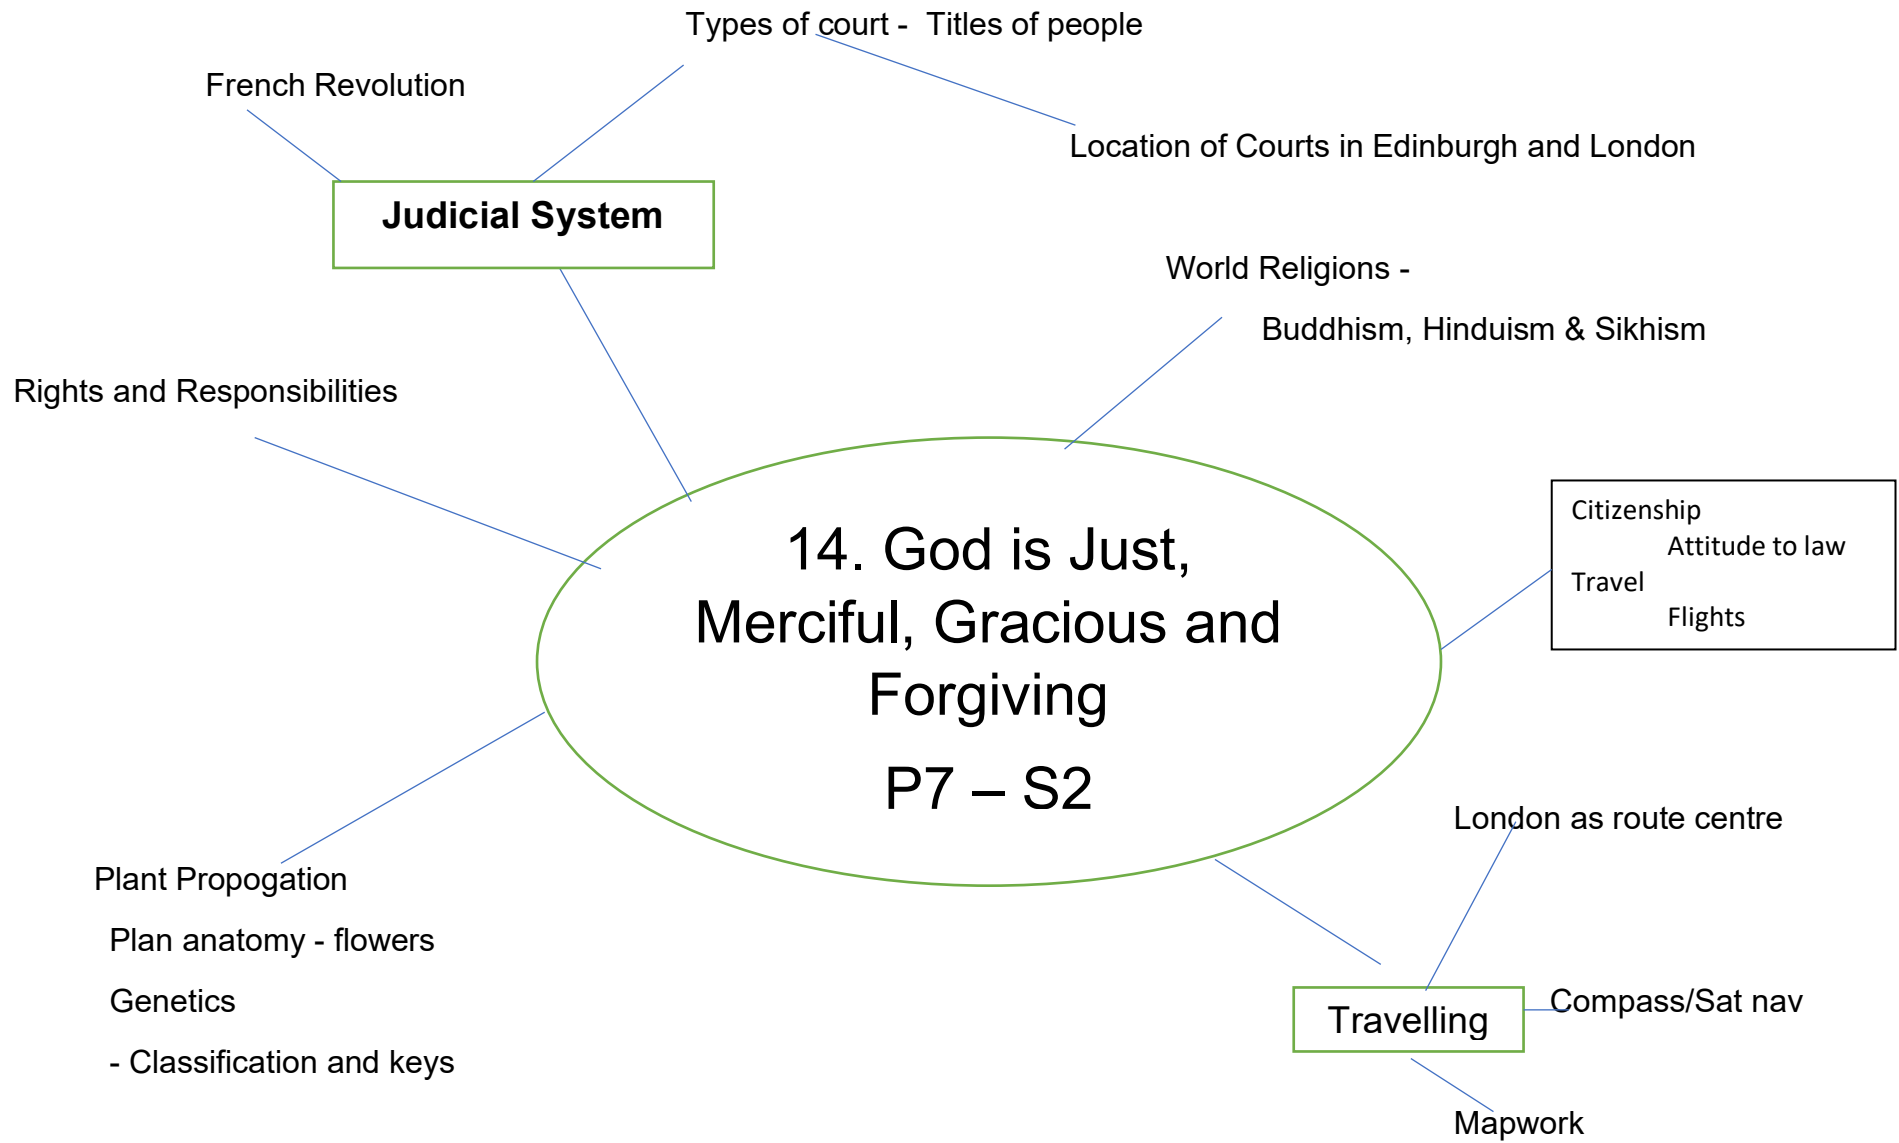 Types of court -  Titles of people
French Revolution
Location of Courts in Edinburgh and London
Judicial System
World Religions -
Buddhism, Hinduism & Sikhism
Rights and Responsibilities
14. God is Just,
Merciful, Gracious and
Forgiving
P7 – S2
Citizenship
Attitude to law
Travel
Flights
London as route centre
Plant Propogation
Plan anatomy - flowers
Genetics
- Classification and keys
Travelling
Compass/Sat nav
Mapwork